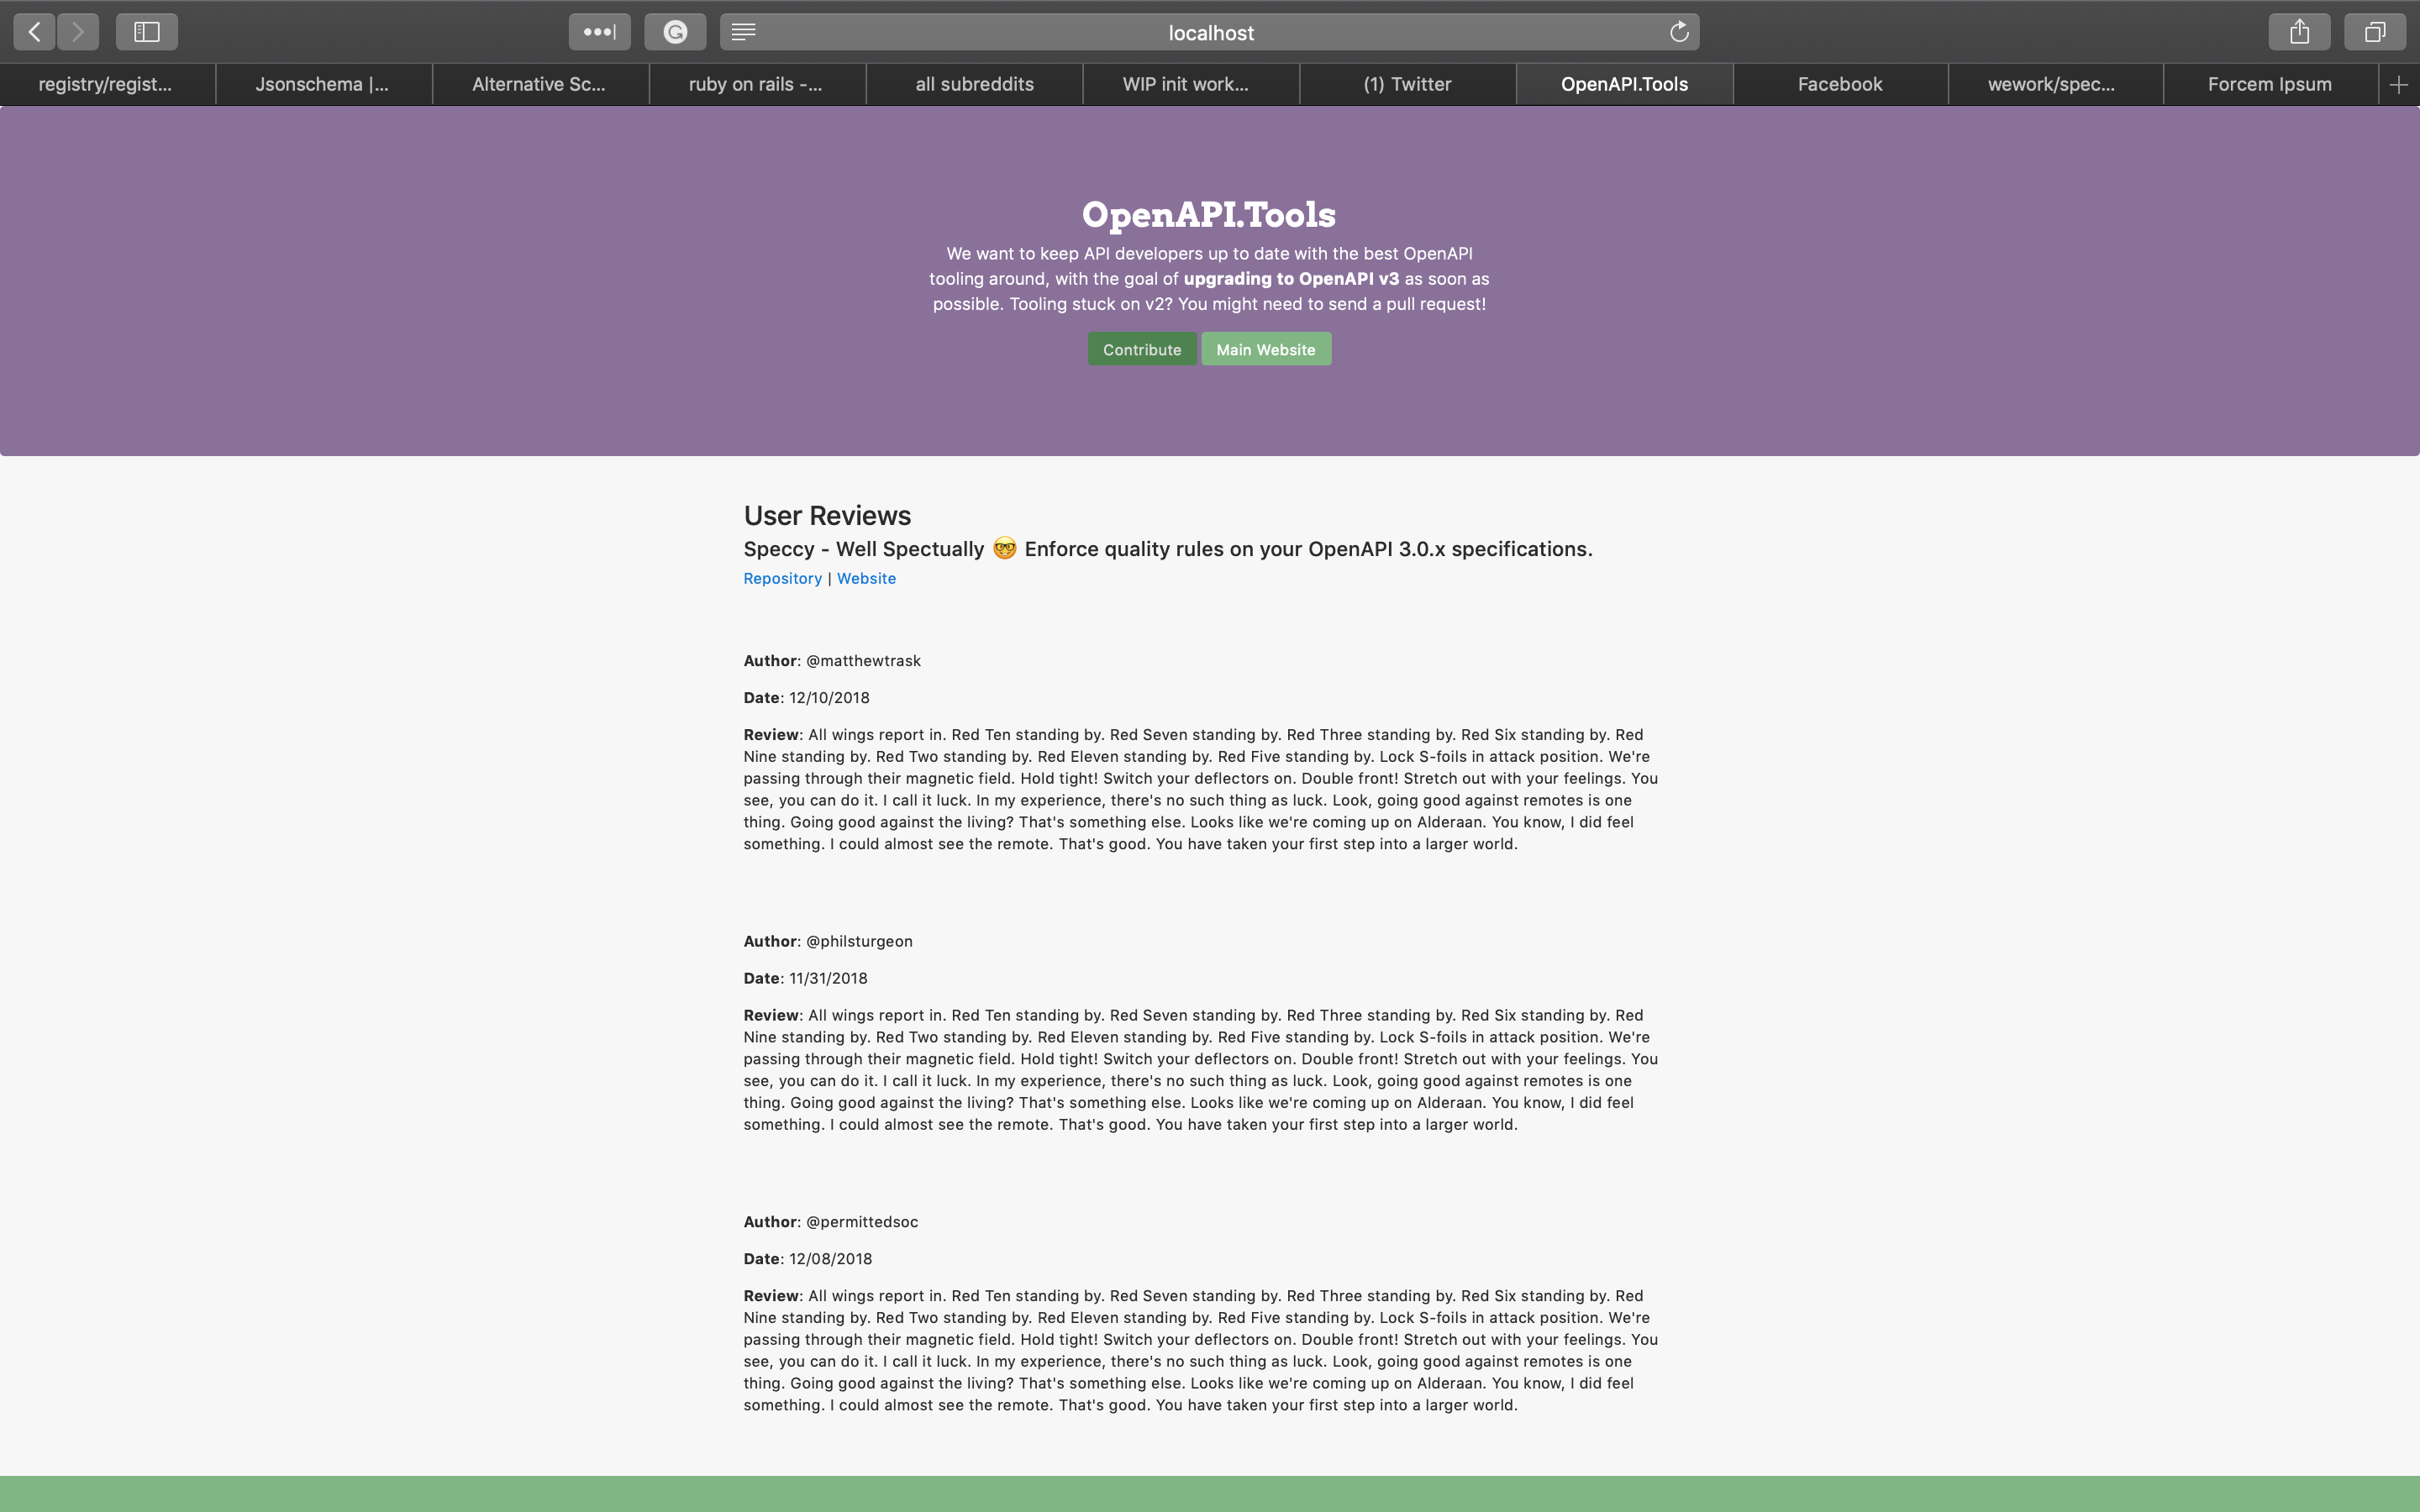 localhost
registry/regist...
Jsonschema |...
Alternative Sc...
ruby on rails -...
all subreddits
WIP init work...
(1) Twitter
OpenAPI.Tools
Facebook
wework/spec...
Forcem Ipsum
OpenAPI.Tools
We want to keep API developers up to date with the best OpenAPI
tooling around, with the goal of upgrading to OpenAPI v3 as soon as
possible. Tooling stuck on v2? You might need to send a pull request!
Contribute Main Website
User Reviews
Speccy - Well Spectually 🤓 Enforce quality rules on your OpenAPI 3.0.x specifications.
Repository | Website
Author: @matthewtrask
Date: 12/10/2018
Review: All wings report in. Red Ten standing by. Red Seven standing by. Red Three standing by. Red Six standing by. Red
Nine standing by. Red Two standing by. Red Eleven standing by. Red Five standing by. Lock S-foils in attack position. We're
passing through their magnetic field. Hold tight! Switch your deflectors on. Double front! Stretch out with your feelings. You
see, you can do it. I call it luck. In my experience, there's no such thing as luck. Look, going good against remotes is one
thing. Going good against the living? That's something else. Looks like we're coming up on Alderaan. You know, I did feel
something. I could almost see the remote. That's good. You have taken your first step into a larger world.
Author: @philsturgeon
Date: 11/31/2018
Review: All wings report in. Red Ten standing by. Red Seven standing by. Red Three standing by. Red Six standing by. Red
Nine standing by. Red Two standing by. Red Eleven standing by. Red Five standing by. Lock S-foils in attack position. We're
passing through their magnetic field. Hold tight! Switch your deflectors on. Double front! Stretch out with your feelings. You
see, you can do it. I call it luck. In my experience, there's no such thing as luck. Look, going good against remotes is one
thing. Going good against the living? That's something else. Looks like we're coming up on Alderaan. You know, I did feel
something. I could almost see the remote. That's good. You have taken your first step into a larger world.
Author: @permittedsoc
Date: 12/08/2018
Review: All wings report in. Red Ten standing by. Red Seven standing by. Red Three standing by. Red Six standing by. Red
Nine standing by. Red Two standing by. Red Eleven standing by. Red Five standing by. Lock S-foils in attack position. We're
passing through their magnetic field. Hold tight! Switch your deflectors on. Double front! Stretch out with your feelings. You
see, you can do it. I call it luck. In my experience, there's no such thing as luck. Look, going good against remotes is one
thing. Going good against the living? That's something else. Looks like we're coming up on Alderaan. You know, I did feel
something. I could almost see the remote. That's good. You have taken your first step into a larger world.